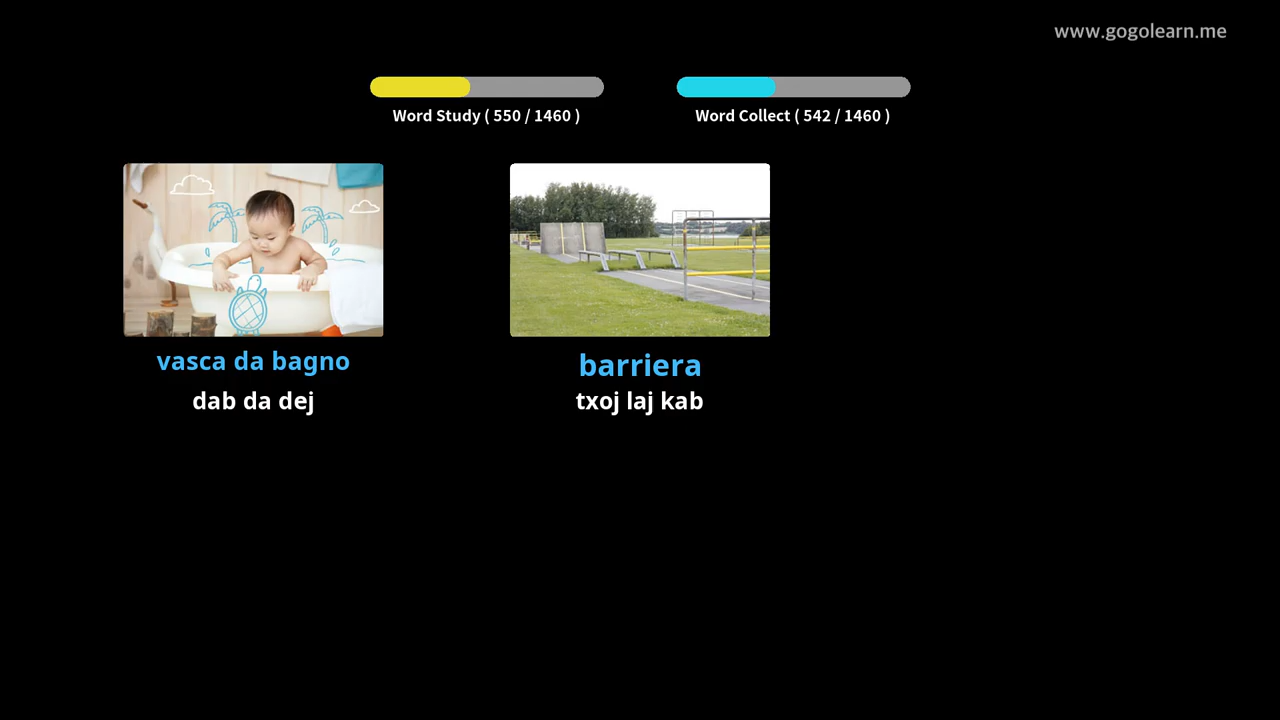 www.gogolearn.me
Word Study ( 550 / 1460 )
Word Collect ( 542 / 1460 )
vasca da bagno
dab da dej
barriera
txoj laj kab